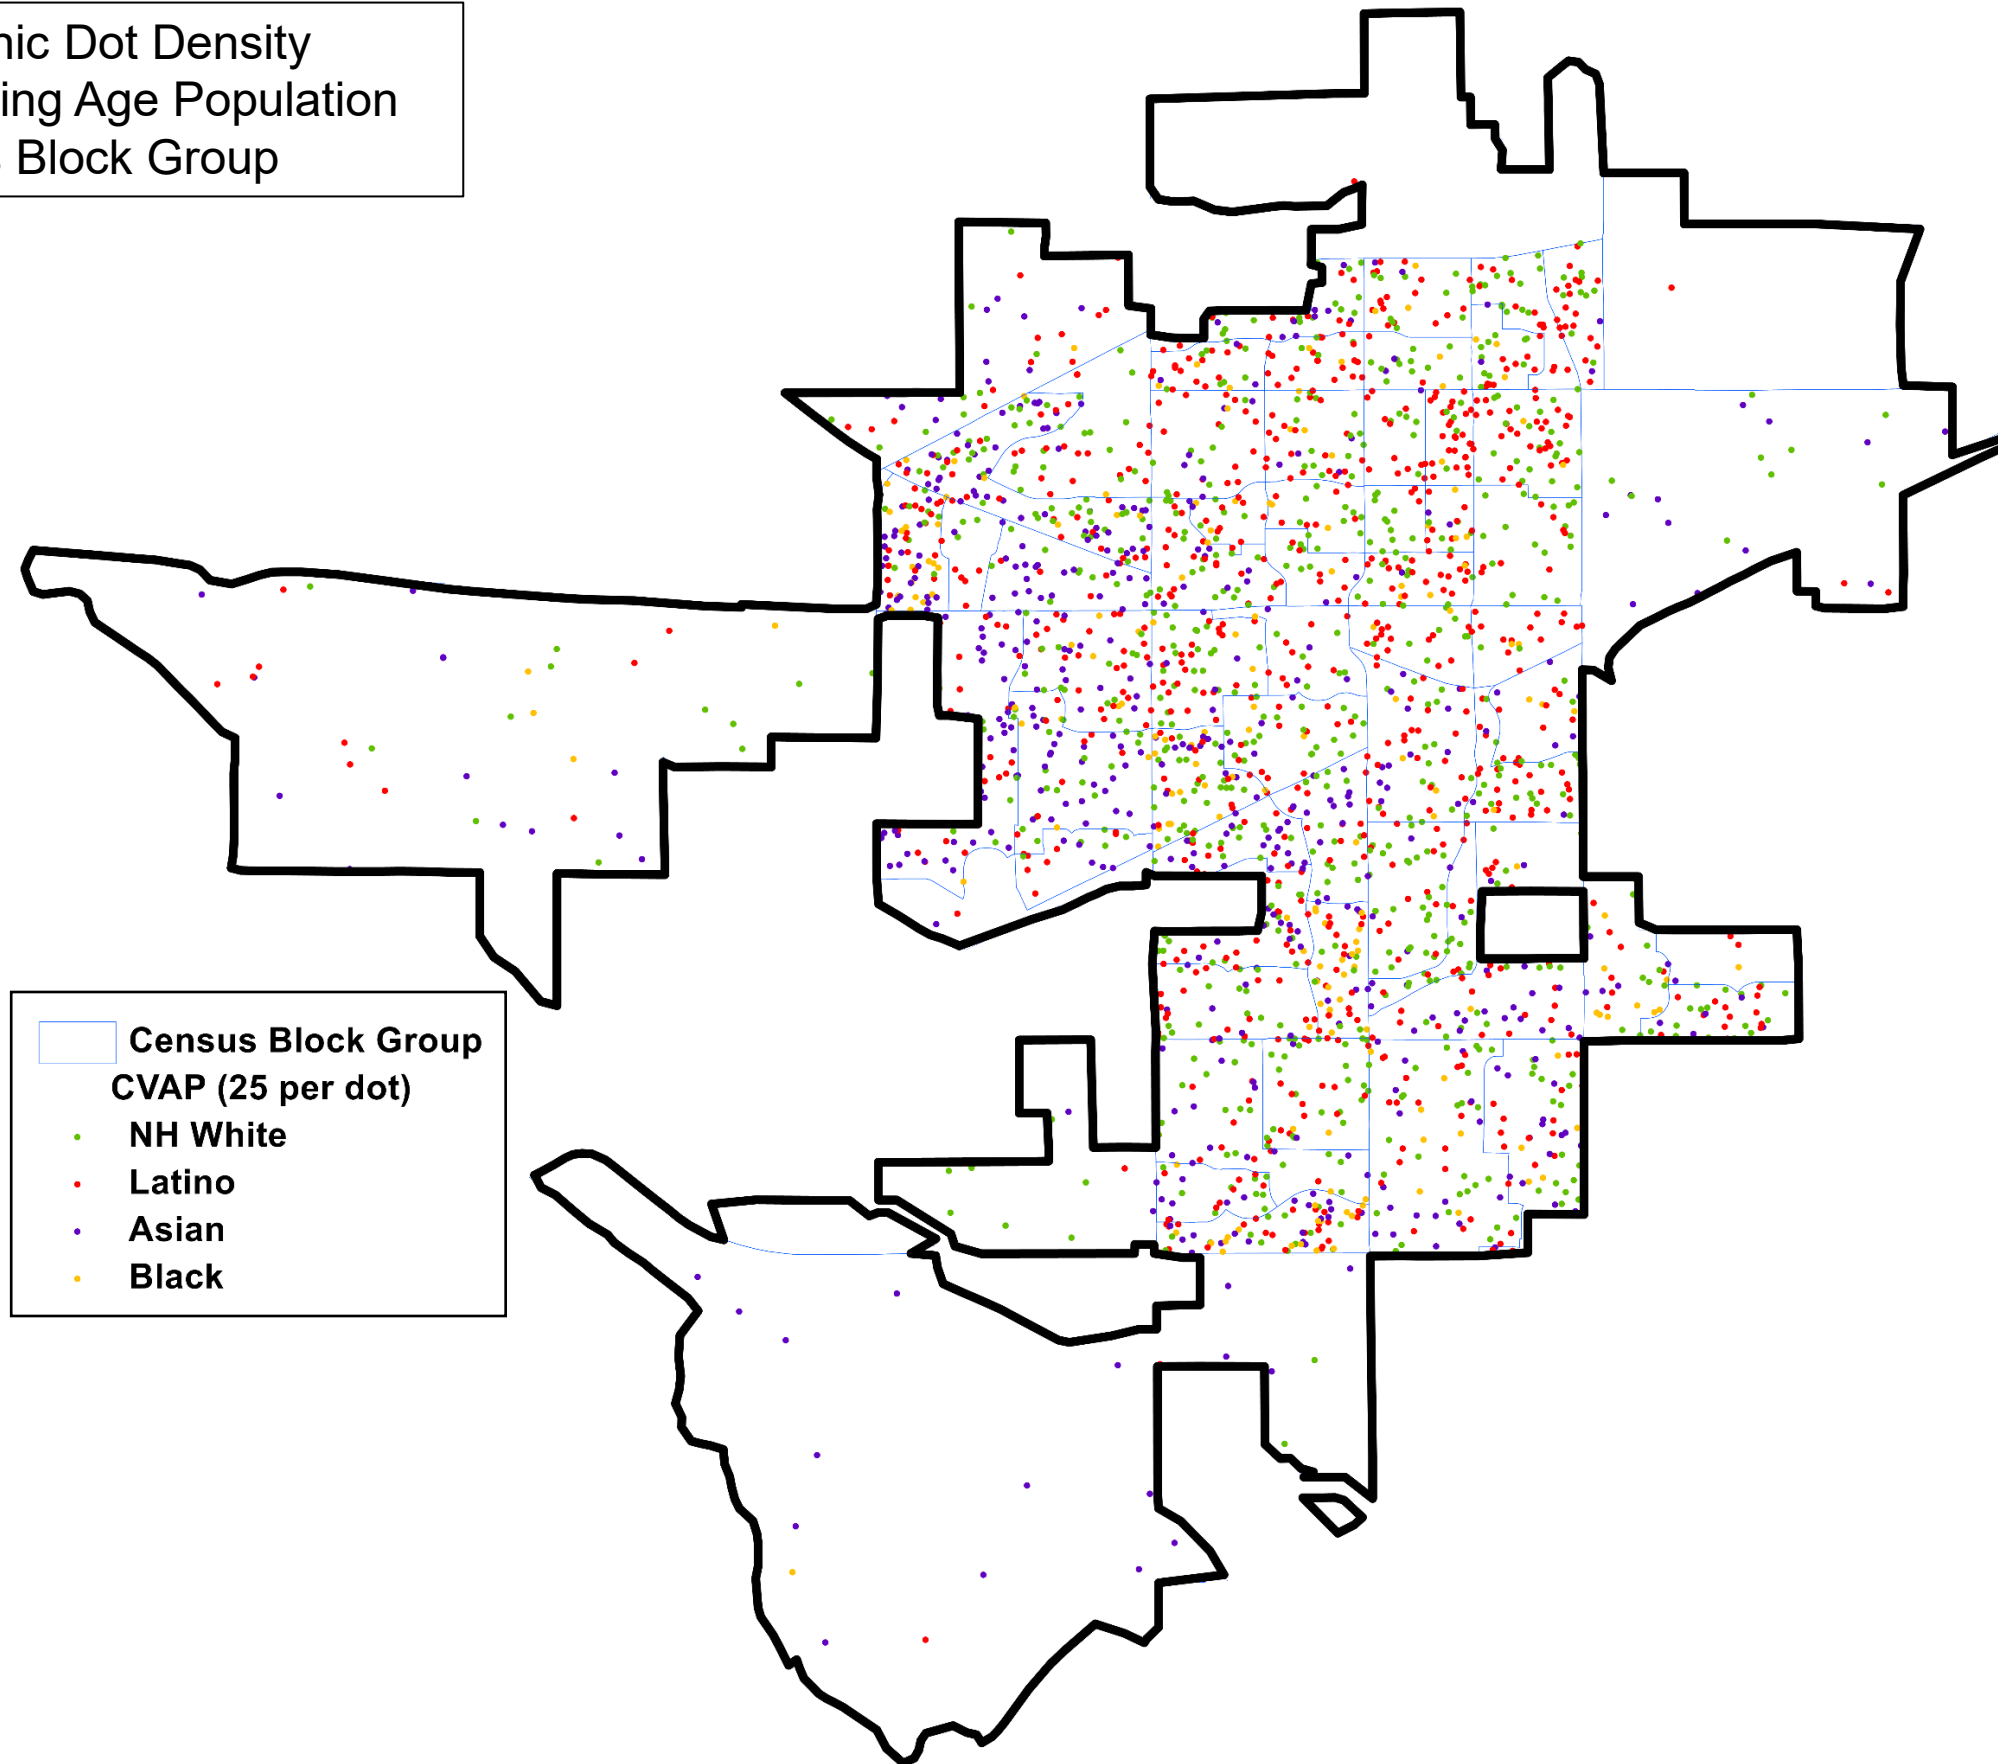 nic Dot Density
ing Age Population
Block Group
Census Block Group
CVAP (25 per dot)
NH White
Latino
Asian
Black